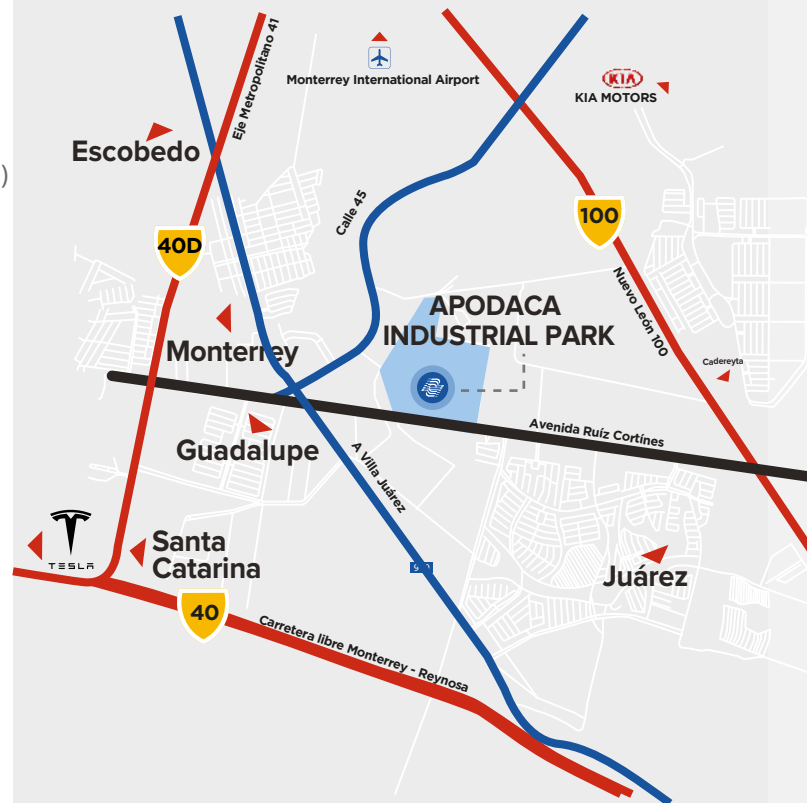 Eje Metropolitano 41
Monterrey International Airport
KIA
KIA MOTORS
Escobedo
)
Calle 45
40D
100
Nuevo León 100
APODACA
INDUSTRIAL PARK
Monterrey
Cadereyta
Guadalupe
Avenida Ruíz Cortínes
A Villa Juárez
TESLA
Santa
Catarina
Juárez
40
Carretera libre Monterrey - Reynosa